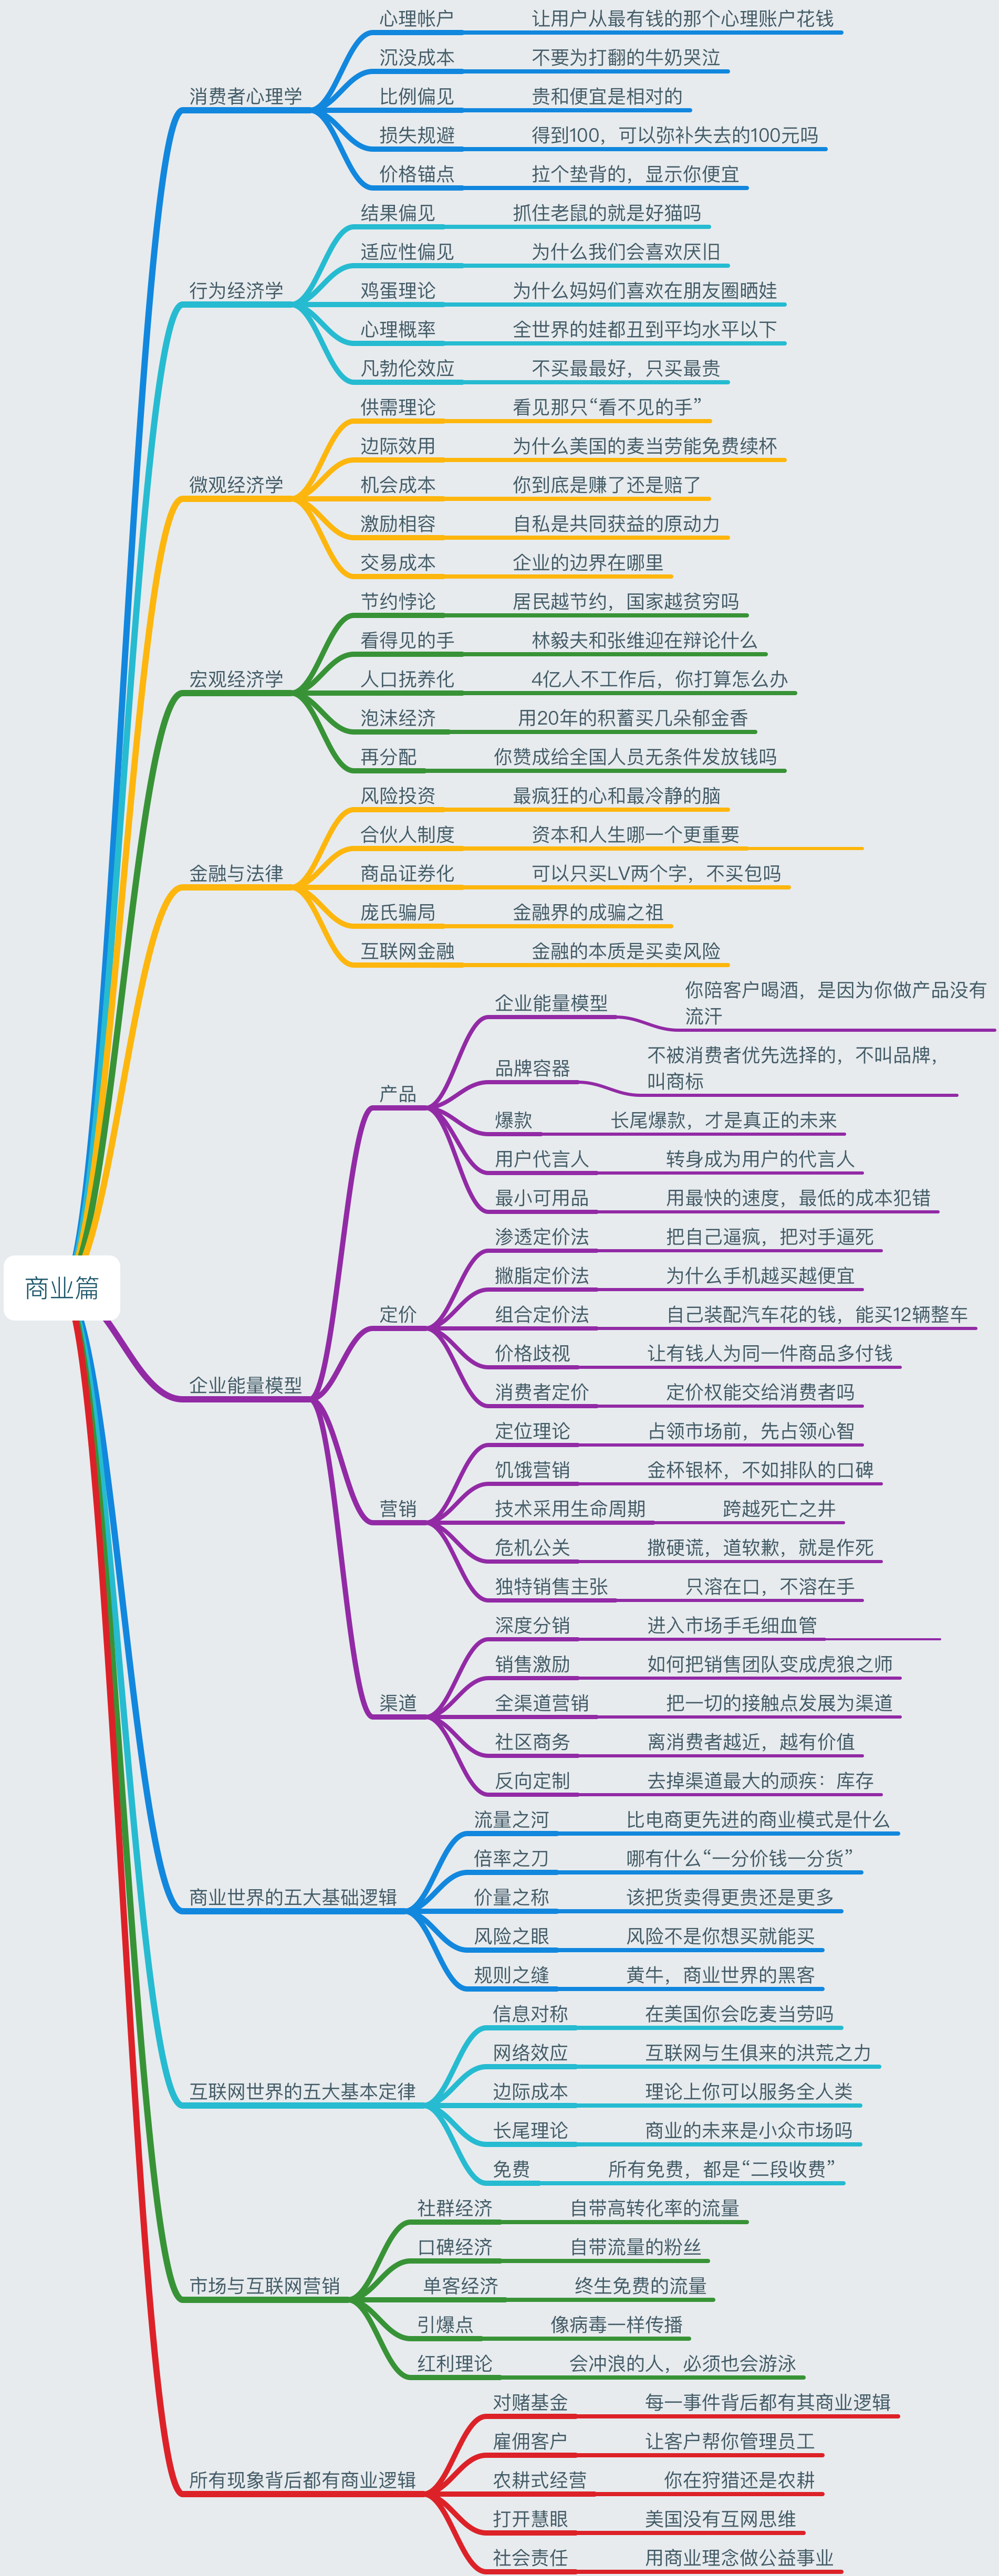 商业篇
消费者心理学
心理帐户
让用户从最有钱的那个心理账户花钱
沉没成本
不要为打翻的牛奶哭泣
比例偏见
贵和便宜是相对的
损失规避
得到100，可以弥补失去的100元吗
价格锚点
拉个垫背的，显示你便宜
行为经济学
结果偏见
抓住老鼠的就是好猫吗
适应性偏见
为什么我们会喜欢厌旧
鸡蛋理论
为什么妈妈们喜欢在朋友圈晒娃
心理概率
全世界的娃都丑到平均水平以下
凡勃伦效应
不买最最好，只买最贵
微观经济学
供需理论
看见那只“看不见的手”
边际效用
为什么美国的麦当劳能免费续杯
机会成本
你到底是赚了还是赔了
激励相容
自私是共同获益的原动力
交易成本
企业的边界在哪里
宏观经济学
节约悖论
居民越节约，国家越贫穷吗
看得见的手
林毅夫和张维迎在辩论什么
人口抚养化
4亿人不工作后，你打算怎么办
泡沫经济
用20年的积蓄买几朵郁金香
再分配
你赞成给全国人员无条件发放钱吗
金融与法律
风险投资
最疯狂的心和最冷静的脑
合伙人制度
资本和人生哪一个更重要
商品证券化
可以只买LV两个字，不买包吗
庞氏骗局
金融界的成骗之祖
互联网金融
金融的本质是买卖风险
企业能量模型
产品
企业能量模型
你陪客户喝酒，是因为你做产品没有
流汗
品牌容器
不被消费者优先选择的，不叫品牌，
叫商标
爆款
长尾爆款，才是真正的未来
用户代言人
转身成为用户的代言人
最小可用品
用最快的速度，最低的成本犯错
定价
渗透定价法
把自己逼疯，把对手逼死
撇脂定价法
为什么手机越买越便宜
组合定价法
自己装配汽车花的钱，能买12辆整车
价格歧视
让有钱人为同一件商品多付钱
消费者定价
定价权能交给消费者吗
营销
定位理论
占领市场前，先占领心智
饥饿营销
金杯银杯，不如排队的口碑
技术采用生命周期
跨越死亡之井
危机公关
撒硬谎，道软歉，就是作死
独特销售主张
只溶在口，不溶在手
渠道
深度分销
进入市场手毛细血管
销售激励
如何把销售团队变成虎狼之师
全渠道营销
把一切的接触点发展为渠道
社区商务
离消费者越近，越有价值
反向定制
去掉渠道最大的顽疾：库存
商业世界的五大基础逻辑
流量之河
比电商更先进的商业模式是什么
倍率之刀
哪有什么“一分价钱一分货”
价量之称
该把货卖得更贵还是更多
风险之眼
风险不是你想买就能买
规则之缝
黄牛，商业世界的黑客
互联网世界的五大基本定律
信息对称
在美国你会吃麦当劳吗
网络效应
互联网与生俱来的洪荒之力
边际成本
理论上你可以服务全人类
长尾理论
商业的未来是小众市场吗
免费
所有免费，都是“二段收费”
市场与互联网营销
社群经济
自带高转化率的流量
口碑经济
自带流量的粉丝
单客经济
终生免费的流量
引爆点
像病毒一样传播
红利理论
会冲浪的人，必须也会游泳
所有现象背后都有商业逻辑
对赌基金
每一事件背后都有其商业逻辑
雇佣客户
让客户帮你管理员工
农耕式经营
你在狩猎还是农耕
打开慧眼
美国没有互网思维
社会责任
用商业理念做公益事业